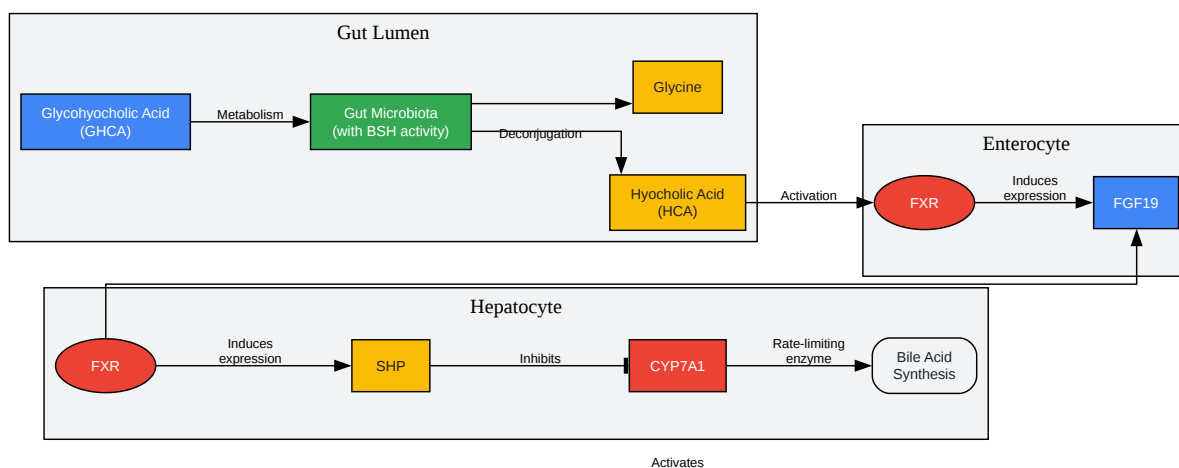 Gut Lumen
Glycohyocholic Acid
(GHCA)
Metabolism
Gut Microbiota
(with BSH activity)
Deconjugation
Glycine
Hyocholic Acid
(HCA)
Activation
Enterocyte
FXR
Induces
expression
FGF19
Hepatocyte
FXR
Induces
expression
SHP
Inhibits
CYP7A1
Rate-limiting
enzyme
Bile Acid
Synthesis
Activates